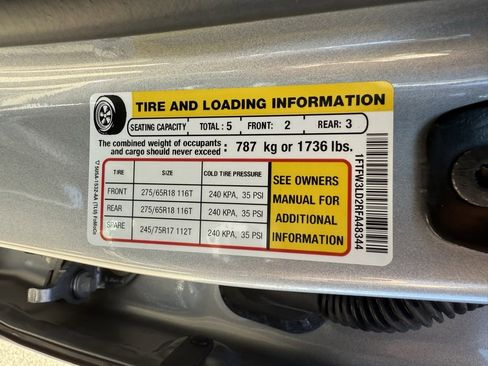 TIRE AND LOADING INFORMATION
SEATING CAPACITY TOTAL : 5 FRONT: 2 REAR: 3
The combined weight of occupants
and cargo should never exceed : 787 kg or 1736 lbs.
TIRE SIZE COLD TIRE PRESSURE
FRONT 275/65R18 116T 240 KPA, 35 PSI
REAR 275/65R18 116T 240 KPA, 35 PSI
SPARE 245/75R17 112T 240 KPA, 35 PSI
SEE OWNERS
MANUAL FOR
ADDITIONAL
INFORMATION
1FTFW3LD2RFA48344